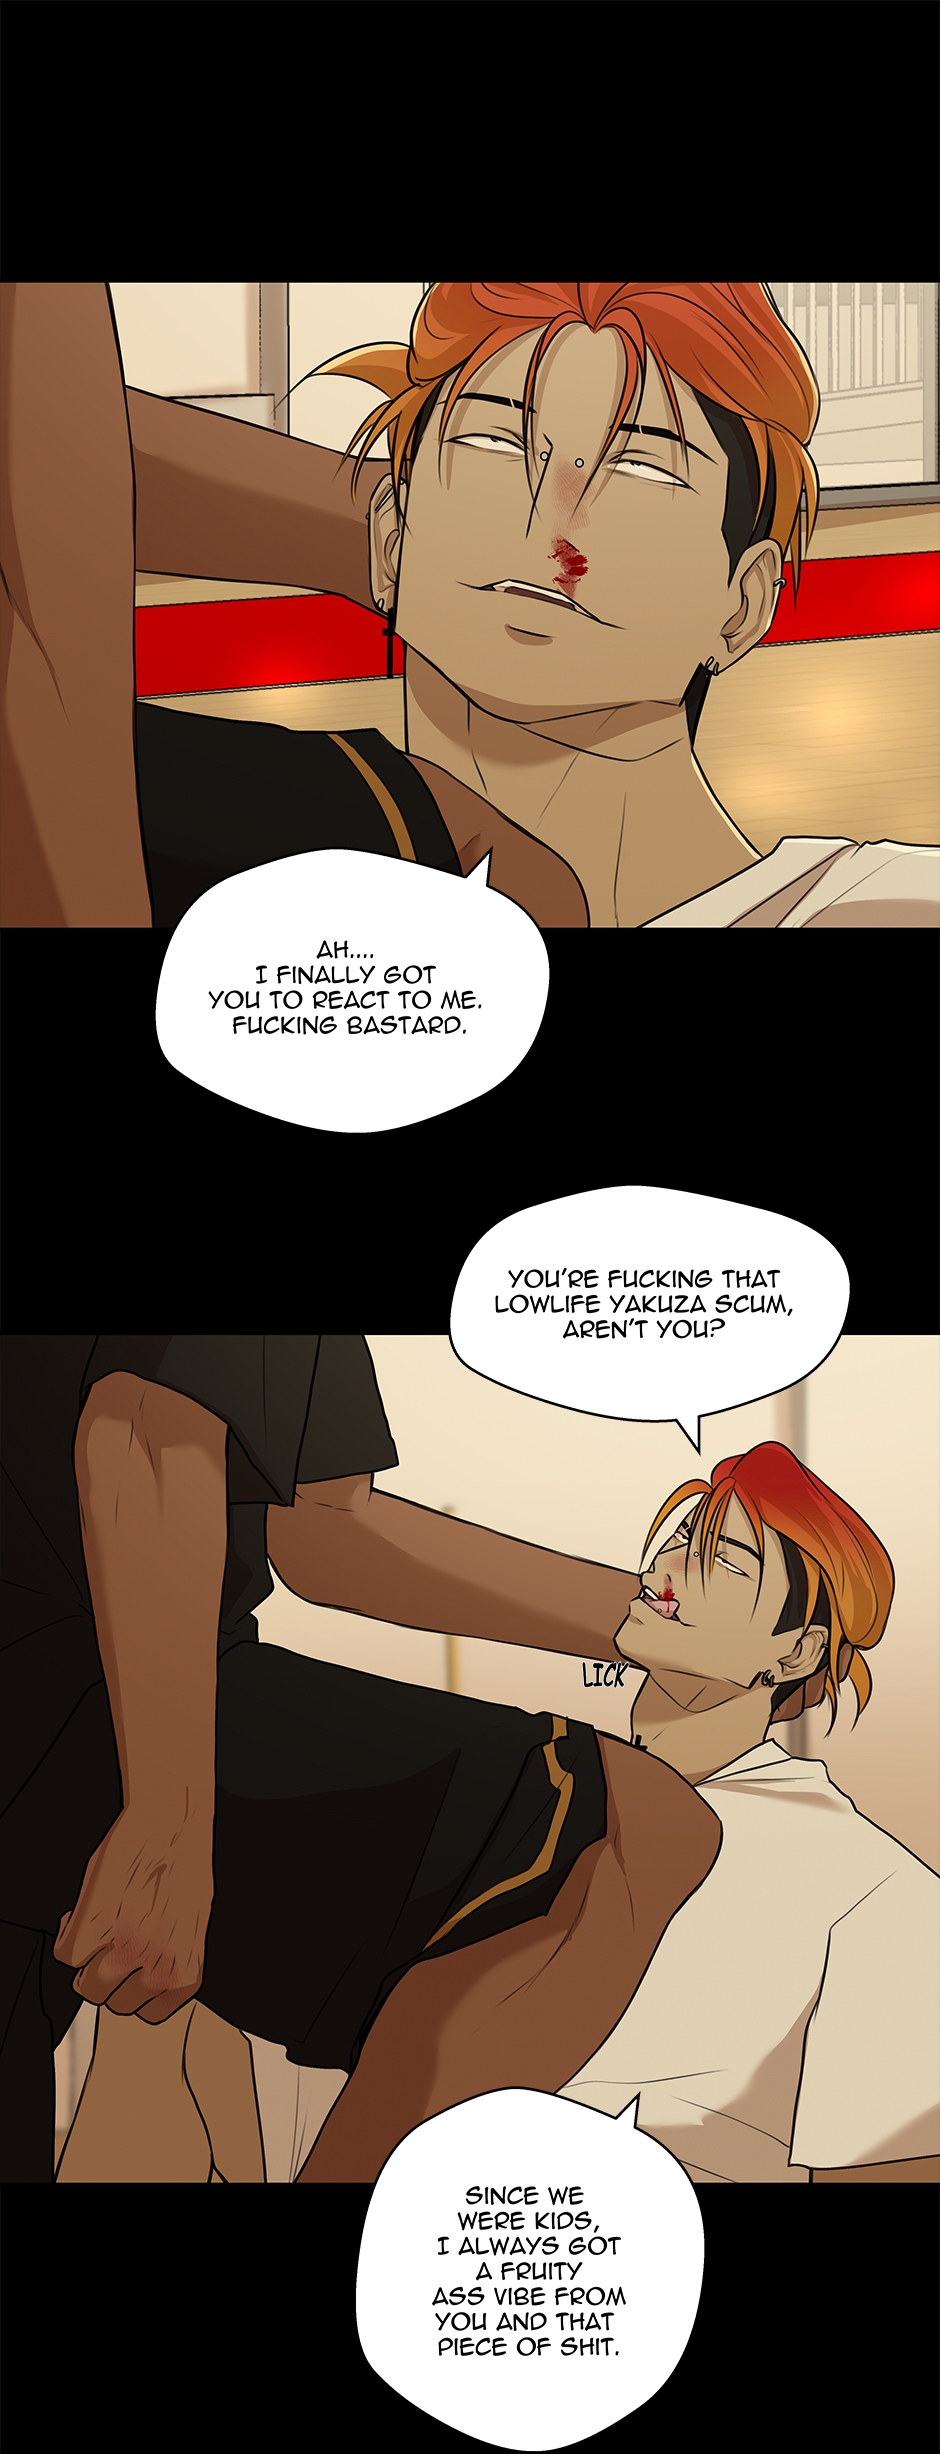 AH....
I FINALLY GOT
YOU TO REACT TO ME.
FUCKING BASTARD.
YOU'RE FUCKING THAT
LOWLIFE YAKUZA SCUM,
AREN'T YOU?
LICK
SINCE WE
WERE KIDS,
I ALWAYS GOT
A FRUITY
ASS VIBE FROM
YOU AND THAT
PIECE OF SHIT.